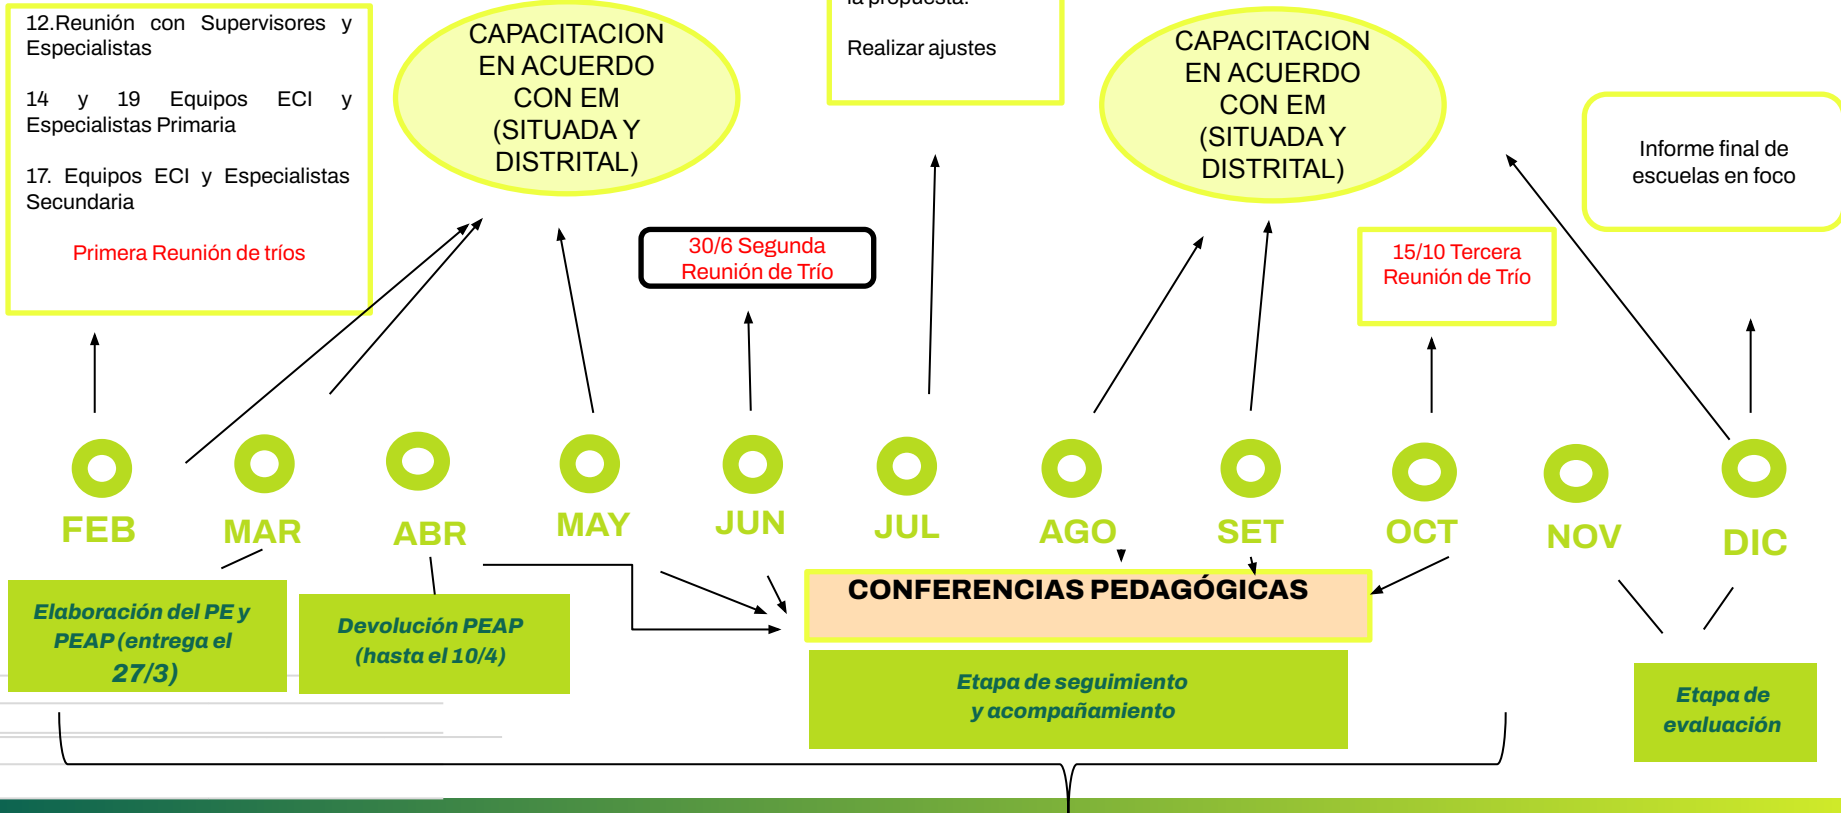 12.Reunión con Supervisores y
Especialistas
14 y 19 Equipos ECI y
Especialistas Primaria
17. Equipos ECI y Especialistas
Secundaria
Primera Reunión de tríos
CAPACITACION
EN ACUERDO
CON EM
(SITUADA Y
DISTRITAL)
30/6 Segunda
Reunión de Trío
la propuesta.
Realizar ajustes
CAPACITACION
EN ACUERDO
CON EM
(SITUADA Y
DISTRITAL)
15/10 Tercera
Reunión de Trío
Informe final de
escuelas en foco
FEB
MAR
ABR
MAY
JUN
JUL
AGO
SET
OCT
NOV
DIC
Elaboración del PE y
PEAP (entrega el
27/3)
Devolución PEAP
(hasta el 10/4)
CONFERENCIAS PEDAGÓGICAS
Etapa de seguimiento
y acompañamiento
Etapa de
evaluación